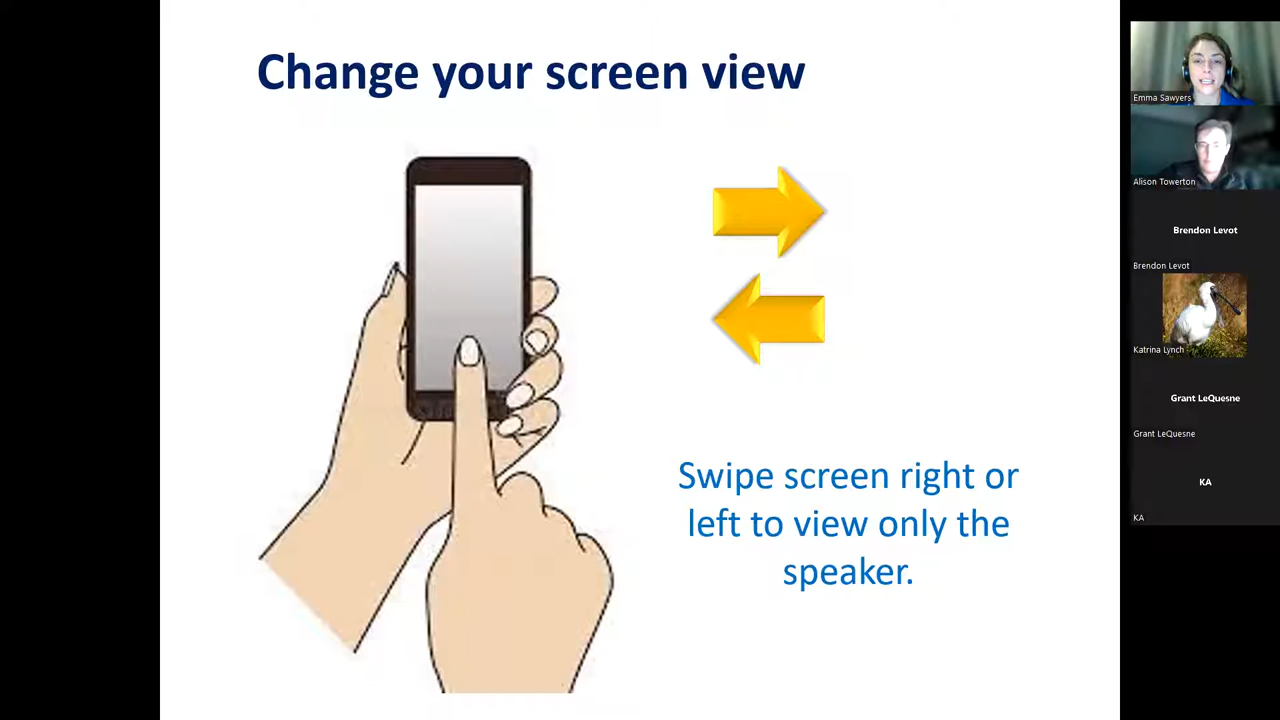 Change your screen view
Swipe screen right or
left to view only the
speaker.
Emma Sawyers
Alison Towerton
Brendon Levot
Brendon Levot
Katrina Lynch
Grant LeQuesne
Grant LeQuesne
KA
KA